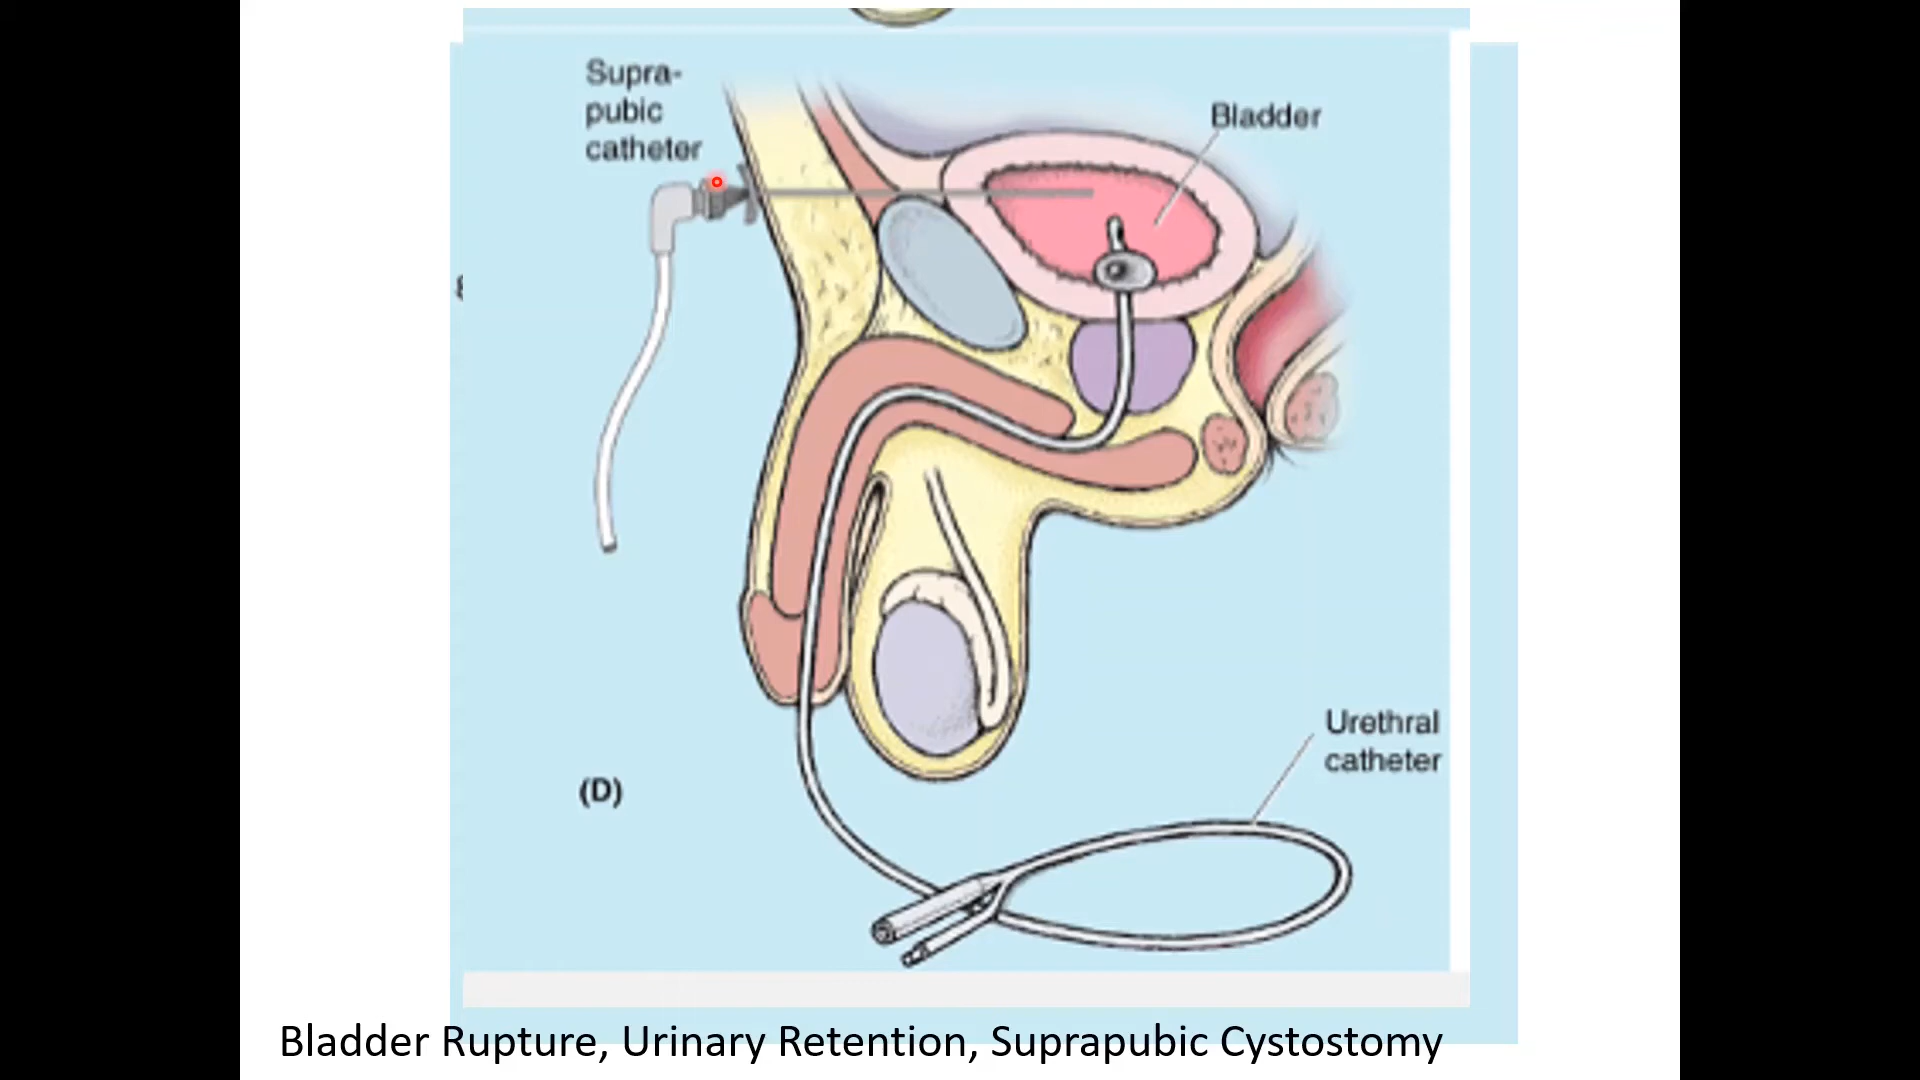 Supra-
pubic
catheter
Bladder
Urethral
catheter
(D)
Bladder Rupture, Urinary Retention, Suprapubic Cystostomy